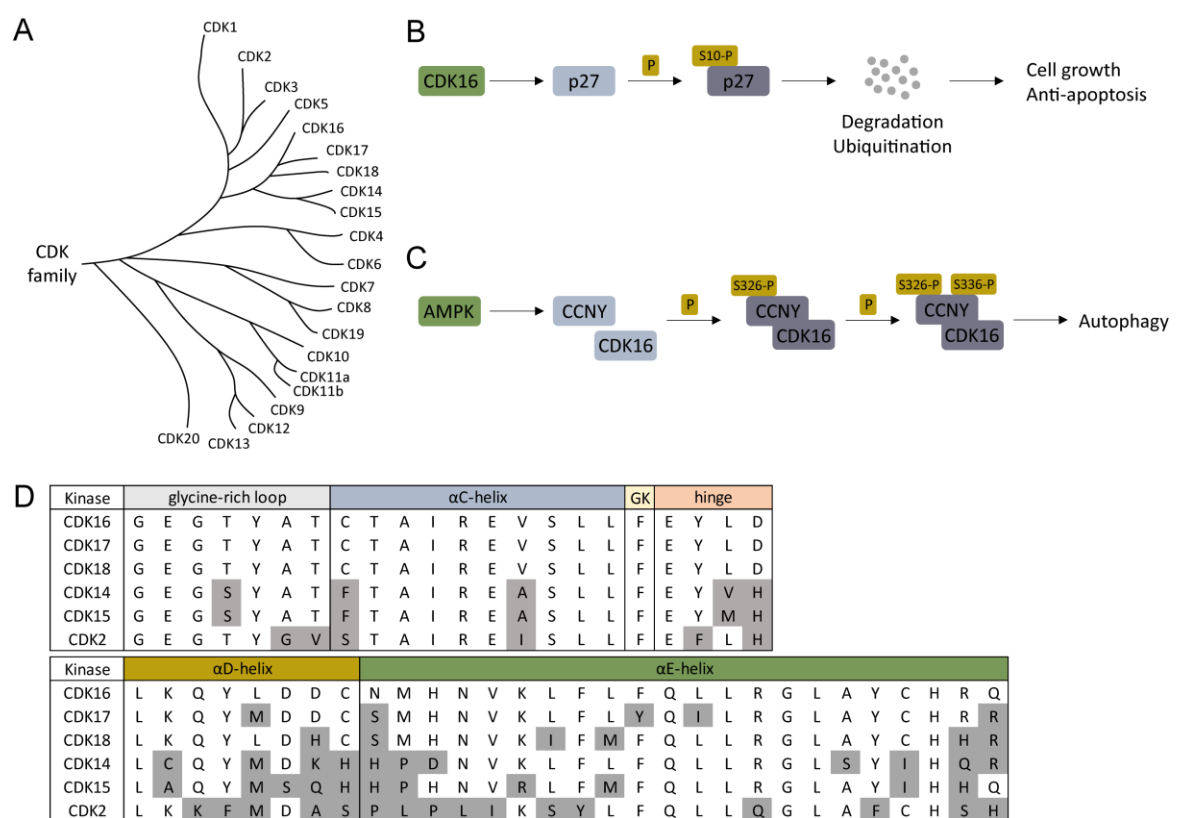 A
CDK1
CDK2
CDK3
CDK5
CDK16
CDK17
CDK18
CDK14
CDK15
CDK4
CDK6
CDK7
CDK8
CDK19
CDK10
CDK11a
CDK11b
CDK9
CDK12
CDK13
CDK20
CDK
family
B
CDK16
p27
P
S10-P
p27
Degradation
Ubiquitination
Cell growth
Anti-apoptosis
C
AMPK
CCNY
CDK16
P
S326-P
CCNY
CDK16
P
S326-P S336-P
CCNY
CDK16
Autophagy
D
Kinase glycine-rich loop αC-helix GK hinge
CDK16 G E G T Y A T C T A I R E V S L L F E Y L D
CDK17 G E G T Y A T C T A I R E V S L L F E Y L D
CDK18 G E G T Y A T C T A I R E V S L L F E Y L D
CDK14 G E G S Y A T F T A I R E A S L L F E Y V H
CDK15 G E G S Y A T F T A I R E A S L L F E Y M H
CDK2 G E G T Y G V S T A I R E I S L L F E F L H
Kinase αD-helix αE-helix
CDK16 L K Q Y L D D C N M H N V K L F L F Q L L R G L A Y C H R Q
CDK17 L K Q Y M D D C S M H N V K L F L Y Q I L R G L A Y C H R R
CDK18 L K Q Y L D H C S M H N V K I F M F Q L L R G L A Y C H H R
CDK14 L C Q Y M D K H H P D N V K L F L F Q L L R G L S Y I H Q R
CDK15 L A Q Y M S Q H H P H N V R L F M F Q L L R G L A Y I H H Q
CDK2 L K K F M D A S P L P L I K S Y L F Q L L Q G L A F C H S H